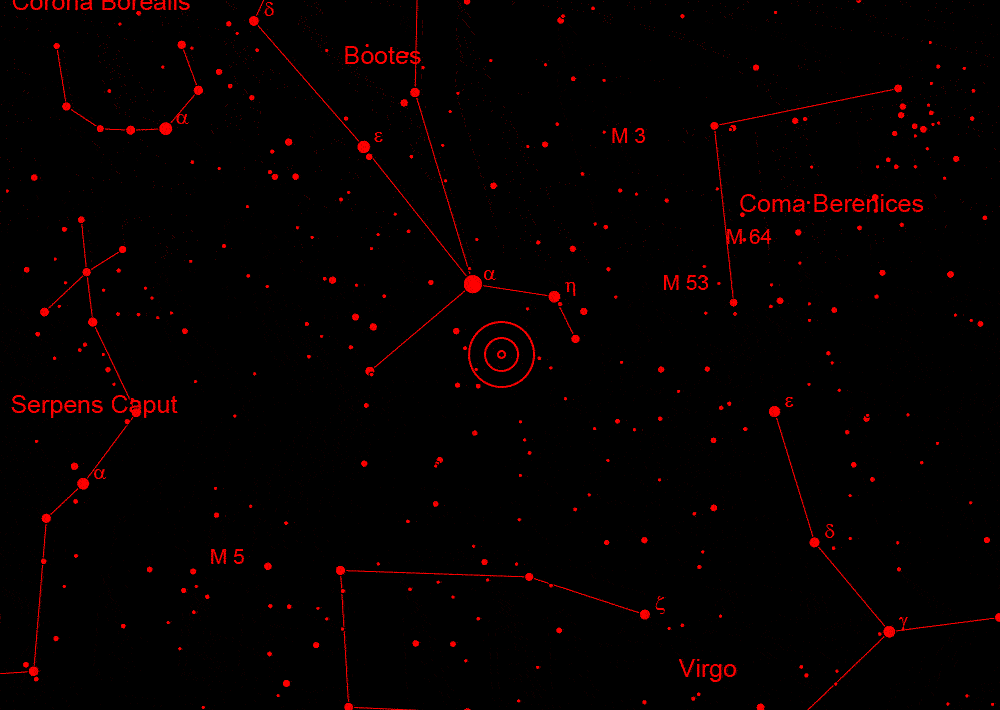 Corona Borealis
δ
Bootes
α
ε
M 3
Coma Berenices
M 64
α
η
M 53
Serpens Caput
ε
α
δ
M 5
ζ
γ
Virgo